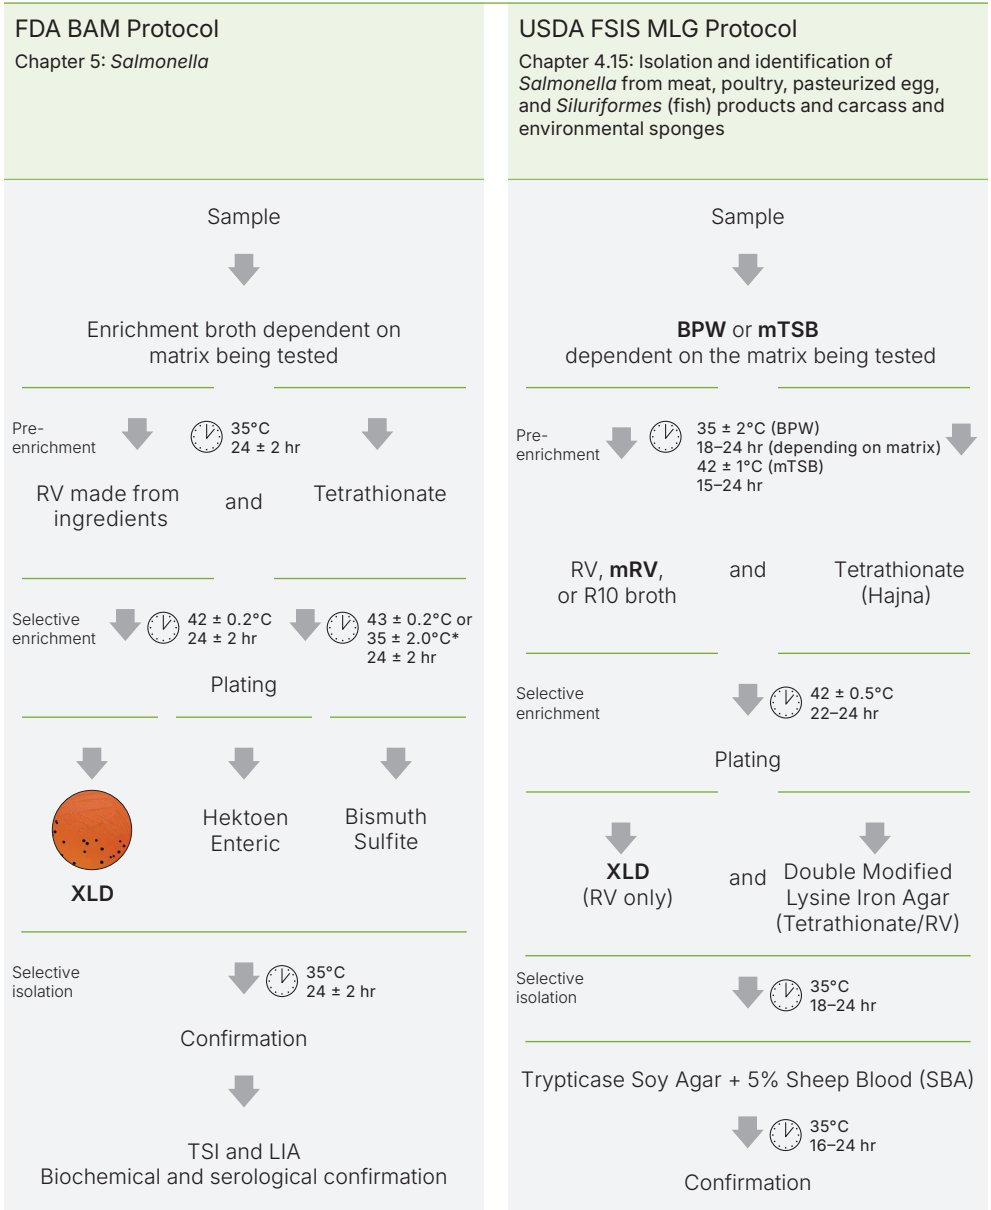 FDA BAM Protocol
Chapter 5: Salmonella
Sample
Enrichment broth dependent on
matrix being tested
Pre-
enrichment
35°C
24 ± 2 hr
RV made from
ingredients
and
Tetrathionate
Selective
enrichment
42 ± 0.2°C
24 ± 2 hr
43 ± 0.2°C or
35 ± 2.0°C*
24 ± 2 hr
Plating
XLD
Hektoen
Enteric
Bismuth
Sulfite
Selective
isolation
35°C
24 ± 2 hr
Confirmation
TSI and LIA
Biochemical and serological confirmation
USDA FSIS MLG Protocol
Chapter 4.15: Isolation and identification of
Salmonella from meat, poultry, pasteurized egg,
and Siluriformes (fish) products and carcass and
environmental sponges
Sample
BPW or mTSB
dependent on the matrix being tested
Pre-
enrichment
35 ± 2°C (BPW)
18–24 hr (depending on matrix)
42 ± 1°C (mTSB)
15–24 hr
RV, mRV,
or R10 broth
and
Tetrathionate
(Hajna)
Selective
enrichment
42 ± 0.5°C
22–24 hr
Plating
XLD
(RV only)
and
Double Modified
Lysine Iron Agar
(Tetrathionate/RV)
Selective
isolation
35°C
18–24 hr
Trypticase Soy Agar + 5% Sheep Blood (SBA)
35°C
16–24 hr
Confirmation